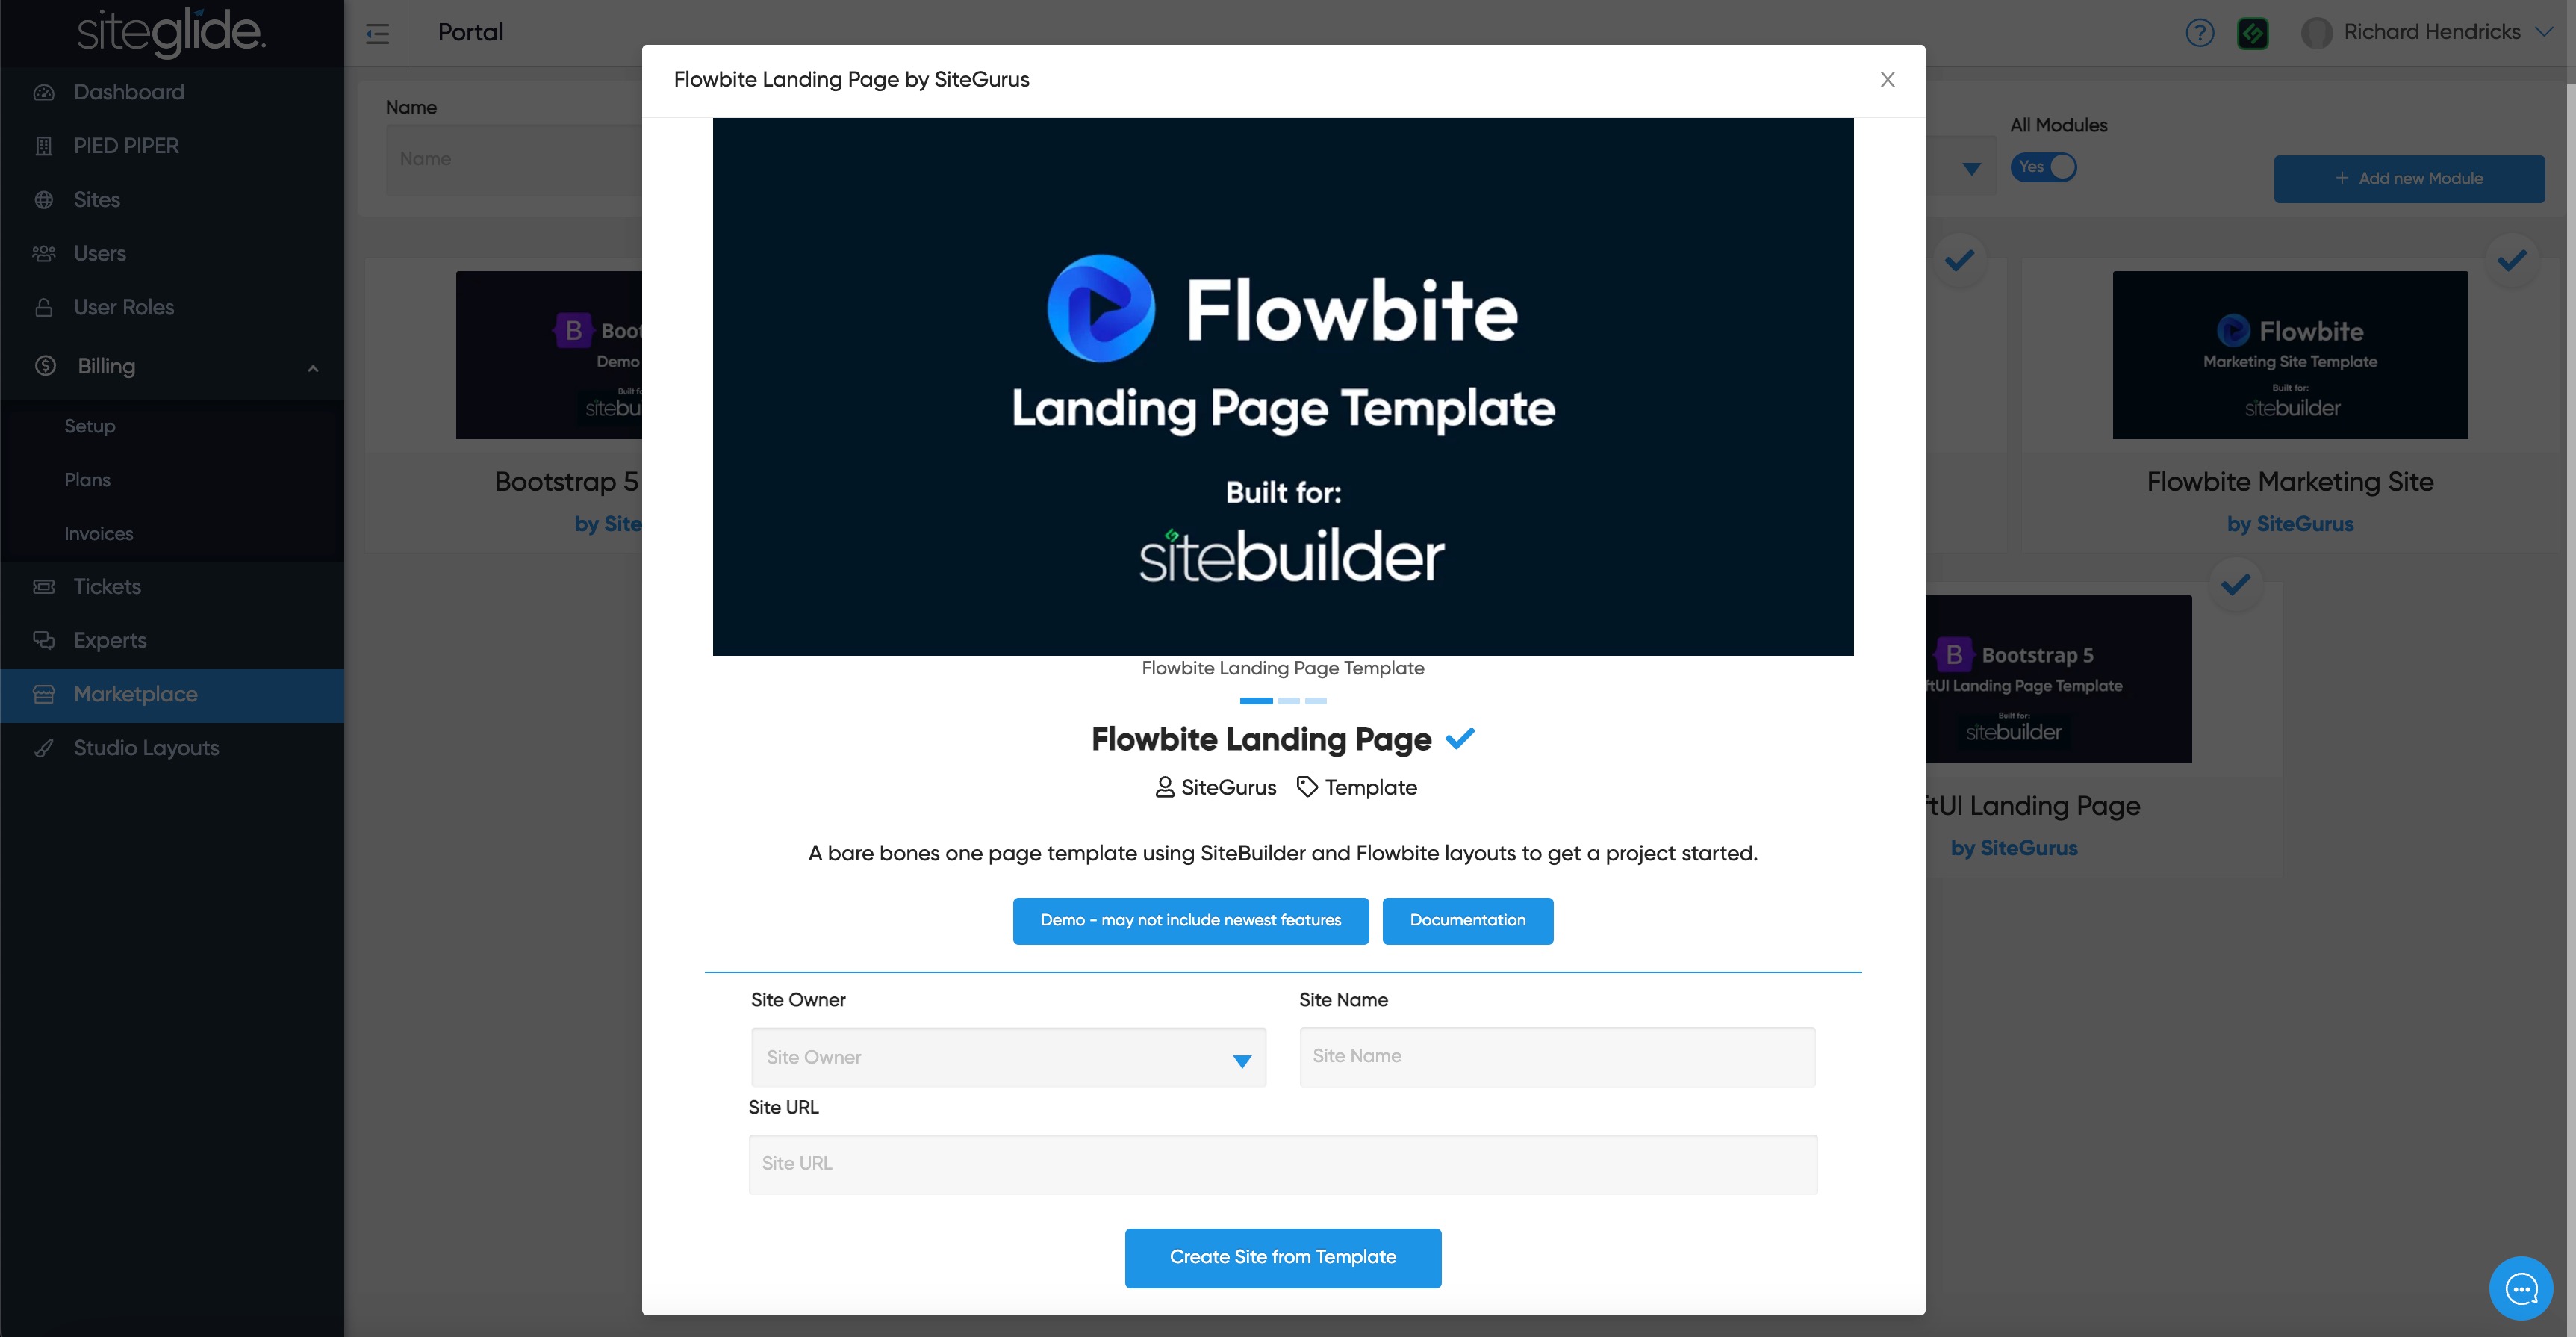 siteglide.
Portal
Richard Hendricks
Dashboard
PIED PIPER
Sites
Users
User Roles
Billing
Setup
Plans
Invoices
Tickets
Experts
Marketplace
Studio Layouts
Name
Name
All Modules
Yes
+ Add new Module
B
Demo
Built
Bootstrap 5
by
Flowbite
Marketing Site Template
Built for:
sitebuilder
Flowbite Marketing Site
by SiteGurus
B Bootstrap 5
Landing Page Template
Built for:
sitebuilder
Landing Page
by SiteGurus
Flowbite Landing Page by SiteGurus
Flowbite
Landing Page Template
Built for:
sitebuilder
Flowbite Landing Page Template
Flowbite Landing Page
SiteGurus Template
A bare bones one page template using SiteBuilder and Flowbite layouts to get a project started.
Demo - may not include newest features
Documentation
Site Owner
Site Name
Site Owner
Site Name
Site URL
Site URL
Create Site from Template